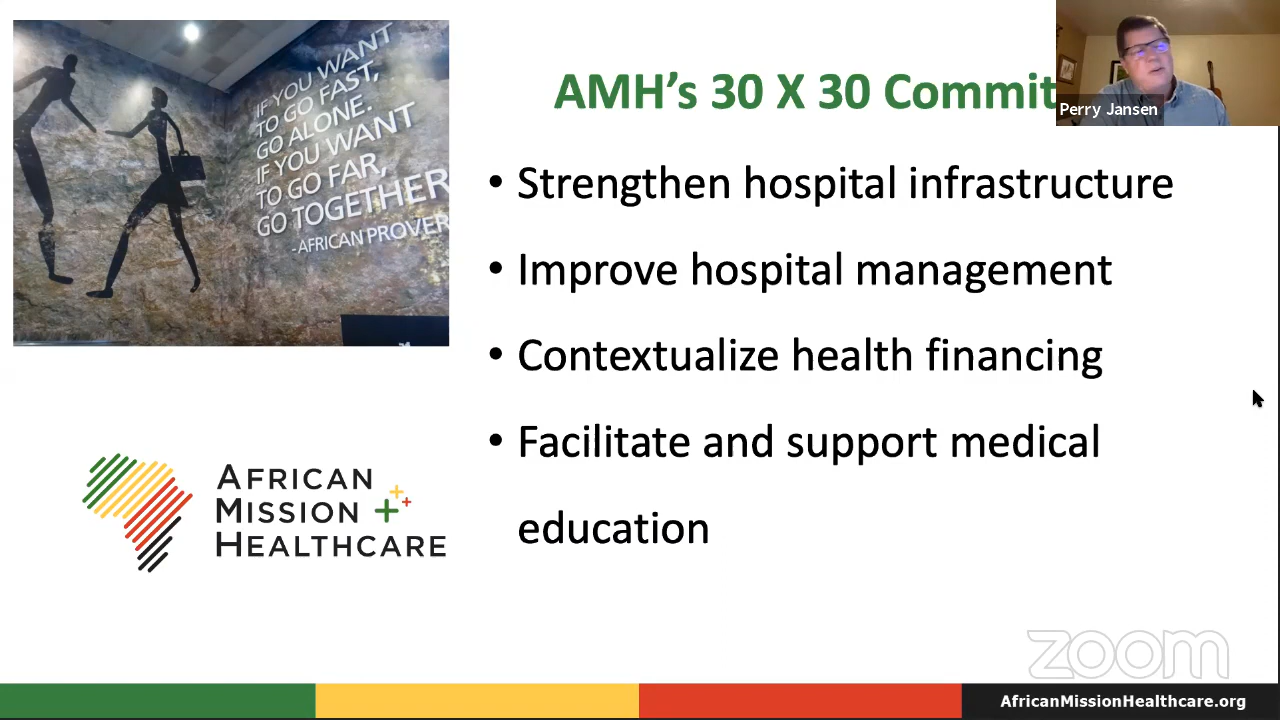 IF YOU WANT
TO GO FAST,
GO ALONE.
IF YOU WANT
TO GO FAR,
GO TOGETHER
-AFRICAN PROVER
AMH’s 30 X 30 Commit
Perry Jansen
• Strengthen hospital infrastructure
• Improve hospital management
• Contextualize health financing
• Facilitate and support medical
education
AFRICAN
MISSION
HEALTHCARE
zoom
AfricanMissionHealthcare.org